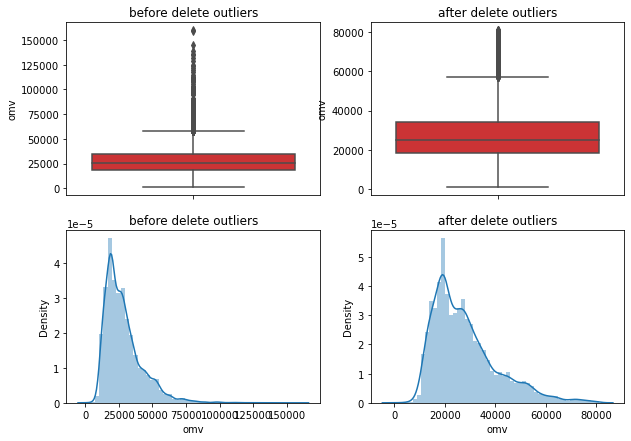 before delete outliers
after delete outliers
150000
125000
100000
75000
50000
25000
0
omv
80000
60000
40000
20000
0
omv
before delete outliers
after delete outliers
1e−5
4
3
2
1
0
Density
0
25000
50000
75000
100000
125000
150000
omv
1e−5
5
4
3
2
1
0
Density
0
20000
40000
60000
80000
omv